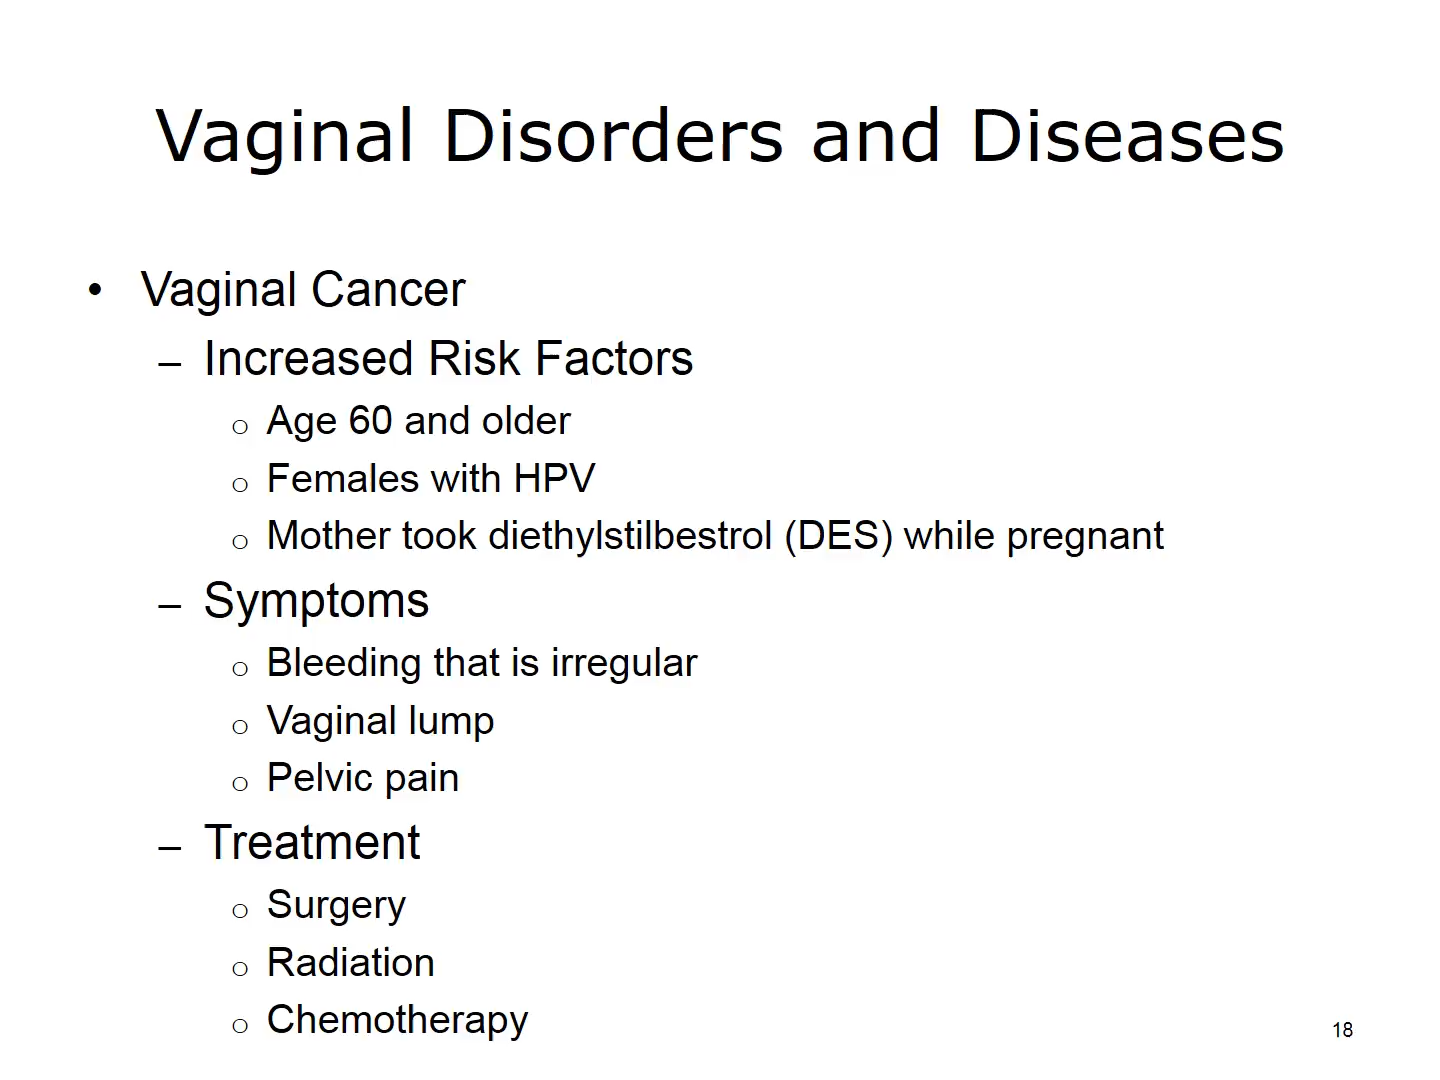 Vaginal Disorders and Diseases
• Vaginal Cancer
– Increased Risk Factors
o Age 60 and older
o Females with HPV
o Mother took diethylstilbestrol (DES) while pregnant
– Symptoms
o Bleeding that is irregular
o Vaginal lump
o Pelvic pain
– Treatment
o Surgery
o Radiation
o Chemotherapy
18